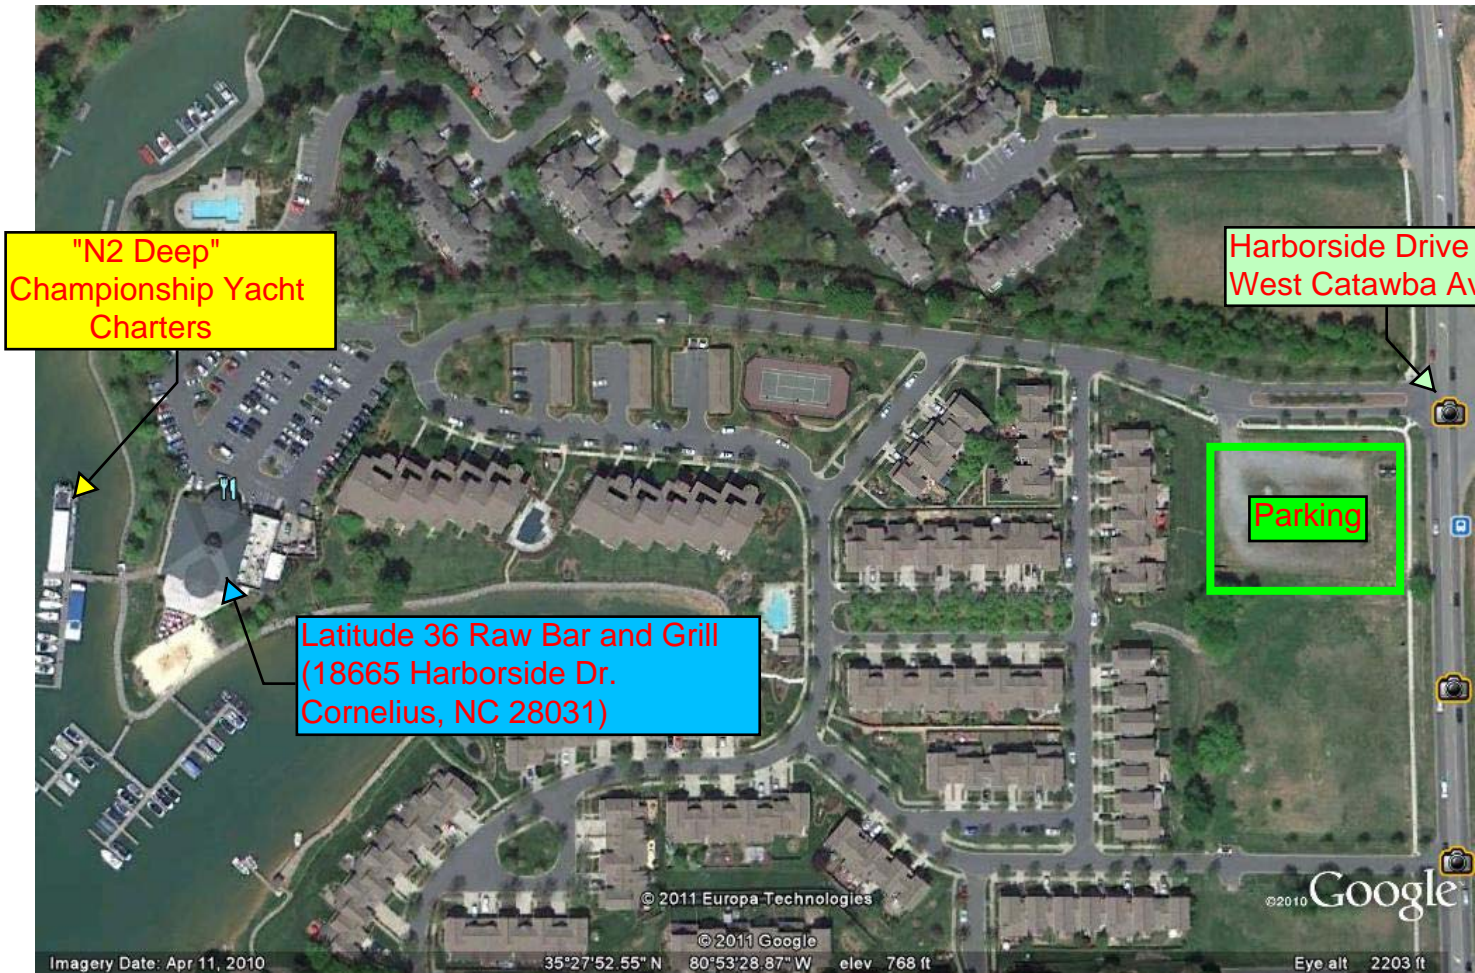 "N2 Deep"
Championship Yacht
Charters
Harborside Drive
West Catawba Av
Parking
Latitude 36 Raw Bar and Grill
(18665 Harborside Dr.
Cornelius, NC 28031)
© 2011 Europa Technologies
©2010 Google
© 2011 Google
Imagery Date: Apr 11, 2010 35°27'52.55" N 80°53'28.87" W elev 768 ft Eye alt 2203 ft